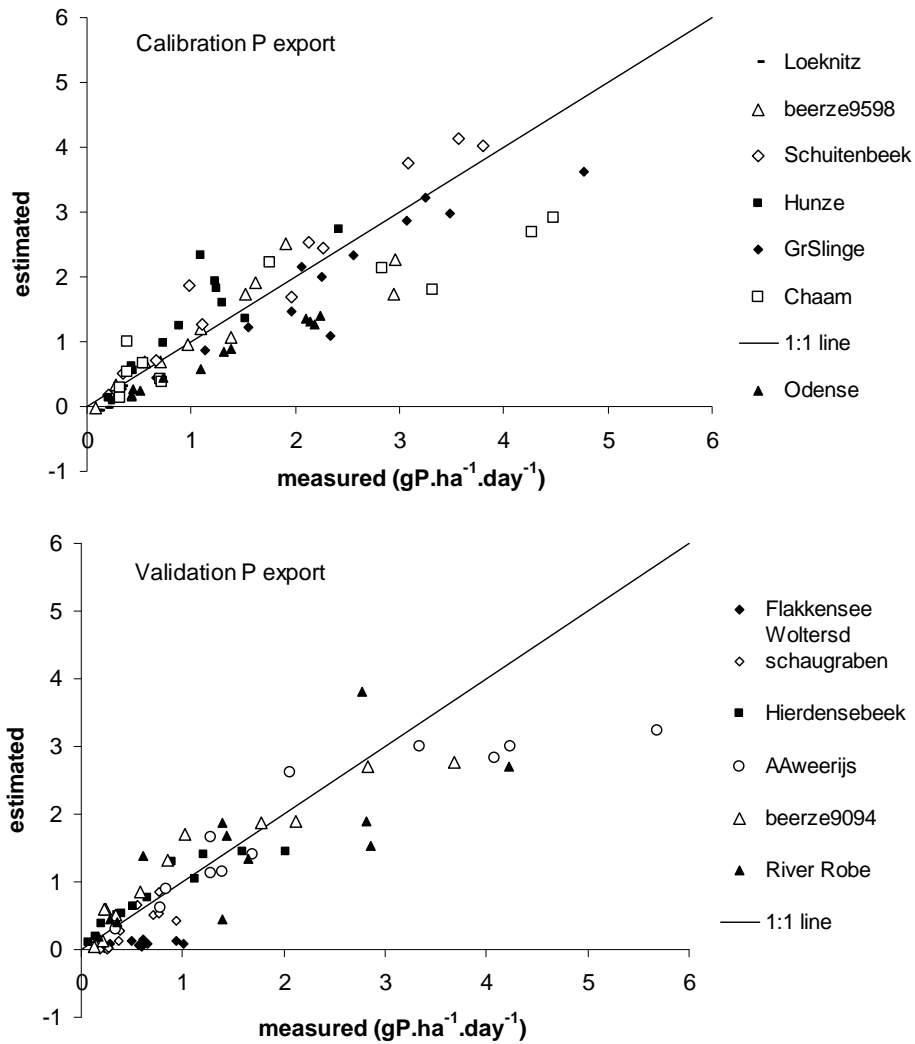 Calibration P export
6
5
4
3
2
1
0
-1
estimated
0 1 2 3 4 5 6
measured (gP.ha⁻¹.day⁻¹)
Loeknitz
beerze9598
Schuitenbeek
Hunze
GrSlinge
Chaam
1:1 line
Odense
Validation P export
6
5
4
3
2
1
0
-1
estimated
0 1 2 3 4 5 6
measured (gP.ha⁻¹.day⁻¹)
Flakkensee
Woltersd
schaugraben
Hierdensebeek
AAweerijs
beerze9094
River Robe
1:1 line